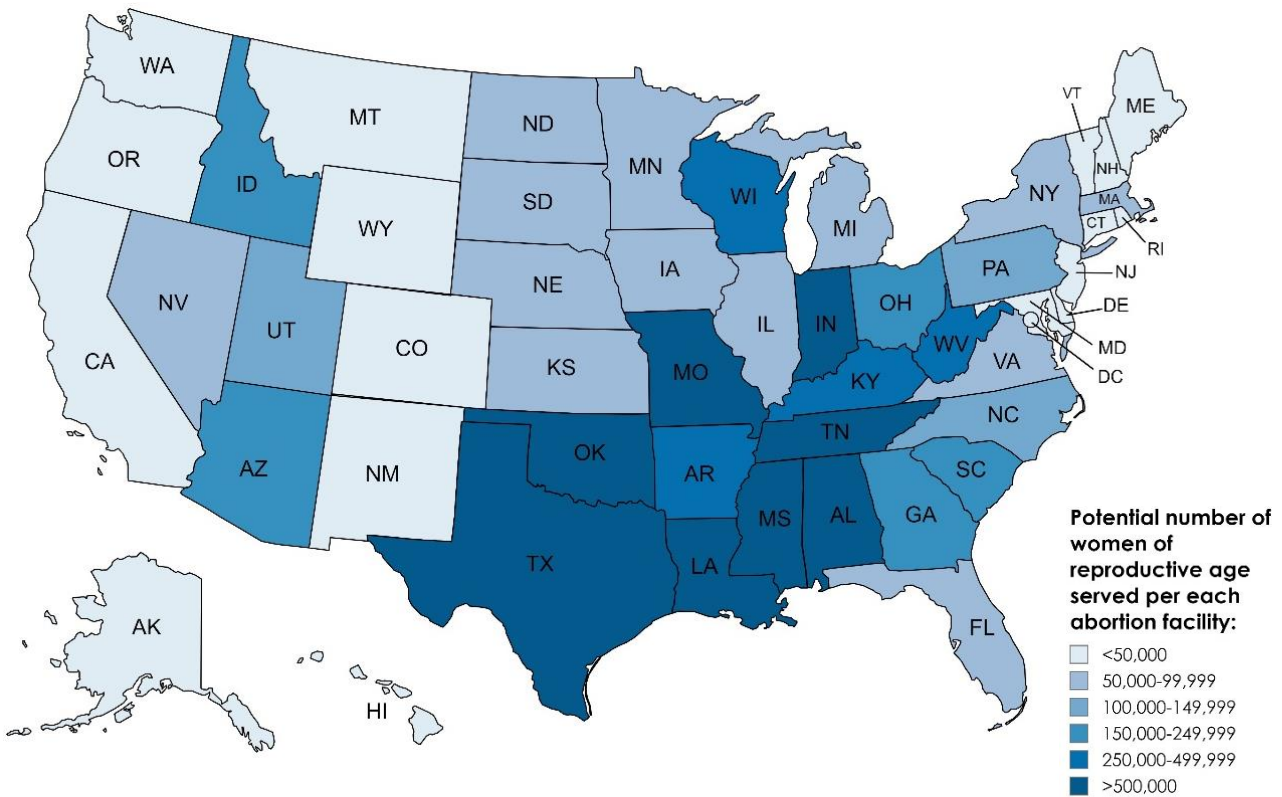 WA
OR
CA
NV
ID
MT
WY
UT
AZ
CO
NM
ND
SD
NE
KS
OK
TX
MN
IA
MO
AR
LA
WI
IL
MI
IN
OH
KY
TN
MS
AL
GA
FL
SC
NC
VA
WV
PA
NY
VT
NH
ME
MA
CT
RI
NJ
DE
MD
DC
AK
HI
Potential number of
women of
reproductive age
served per each
abortion facility:
<50,000
50,000-99,999
100,000-149,999
150,000-249,999
250,000-499,999
>500,000